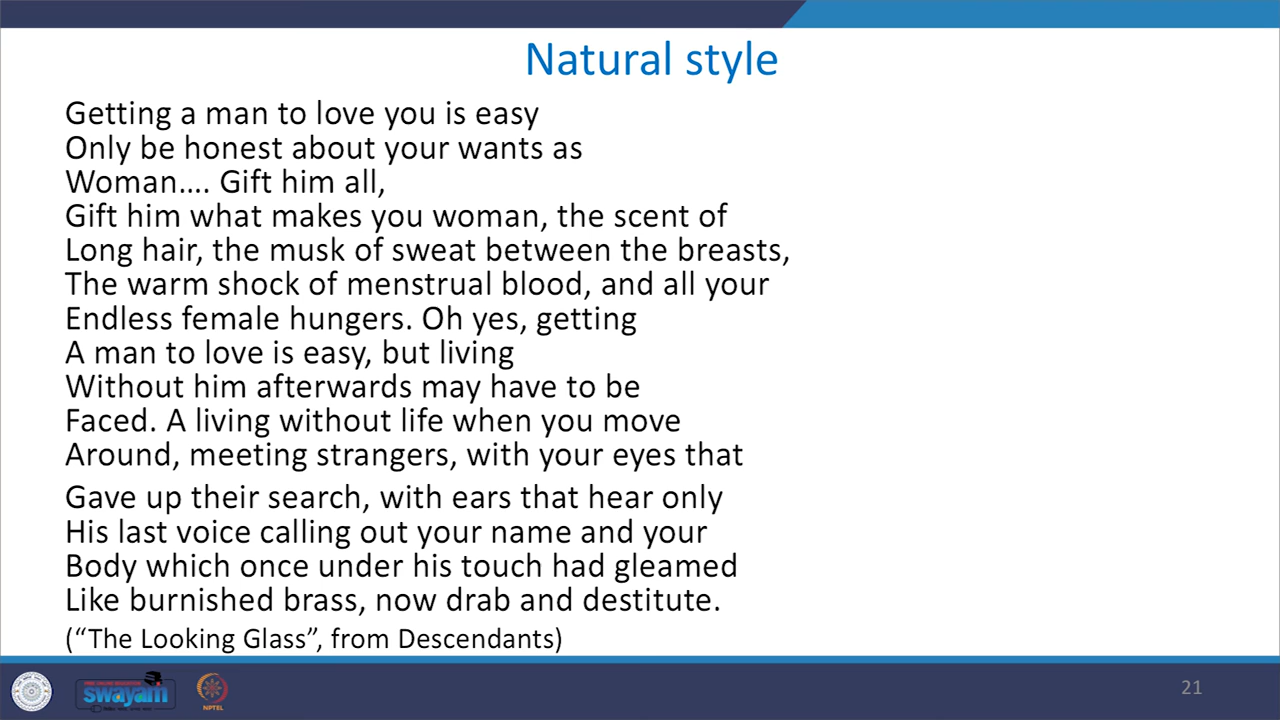 Natural style
Getting a man to love you is easy
Only be honest about your wants as
Woman.... Gift him all,
Gift him what makes you woman, the scent of
Long hair, the musk of sweat between the breasts,
The warm shock of menstrual blood, and all your
Endless female hungers. Oh yes, getting
A man to love is easy, but living
Without him afterwards may have to be
Faced. A living without life when you move
Around, meeting strangers, with your eyes that
Gave up their search, with ears that hear only
His last voice calling out your name and your
Body which once under his touch had gleamed
Like burnished brass, now drab and destitute.
(“The Looking Glass”, from Descendants)
swayam
NPTEL
21